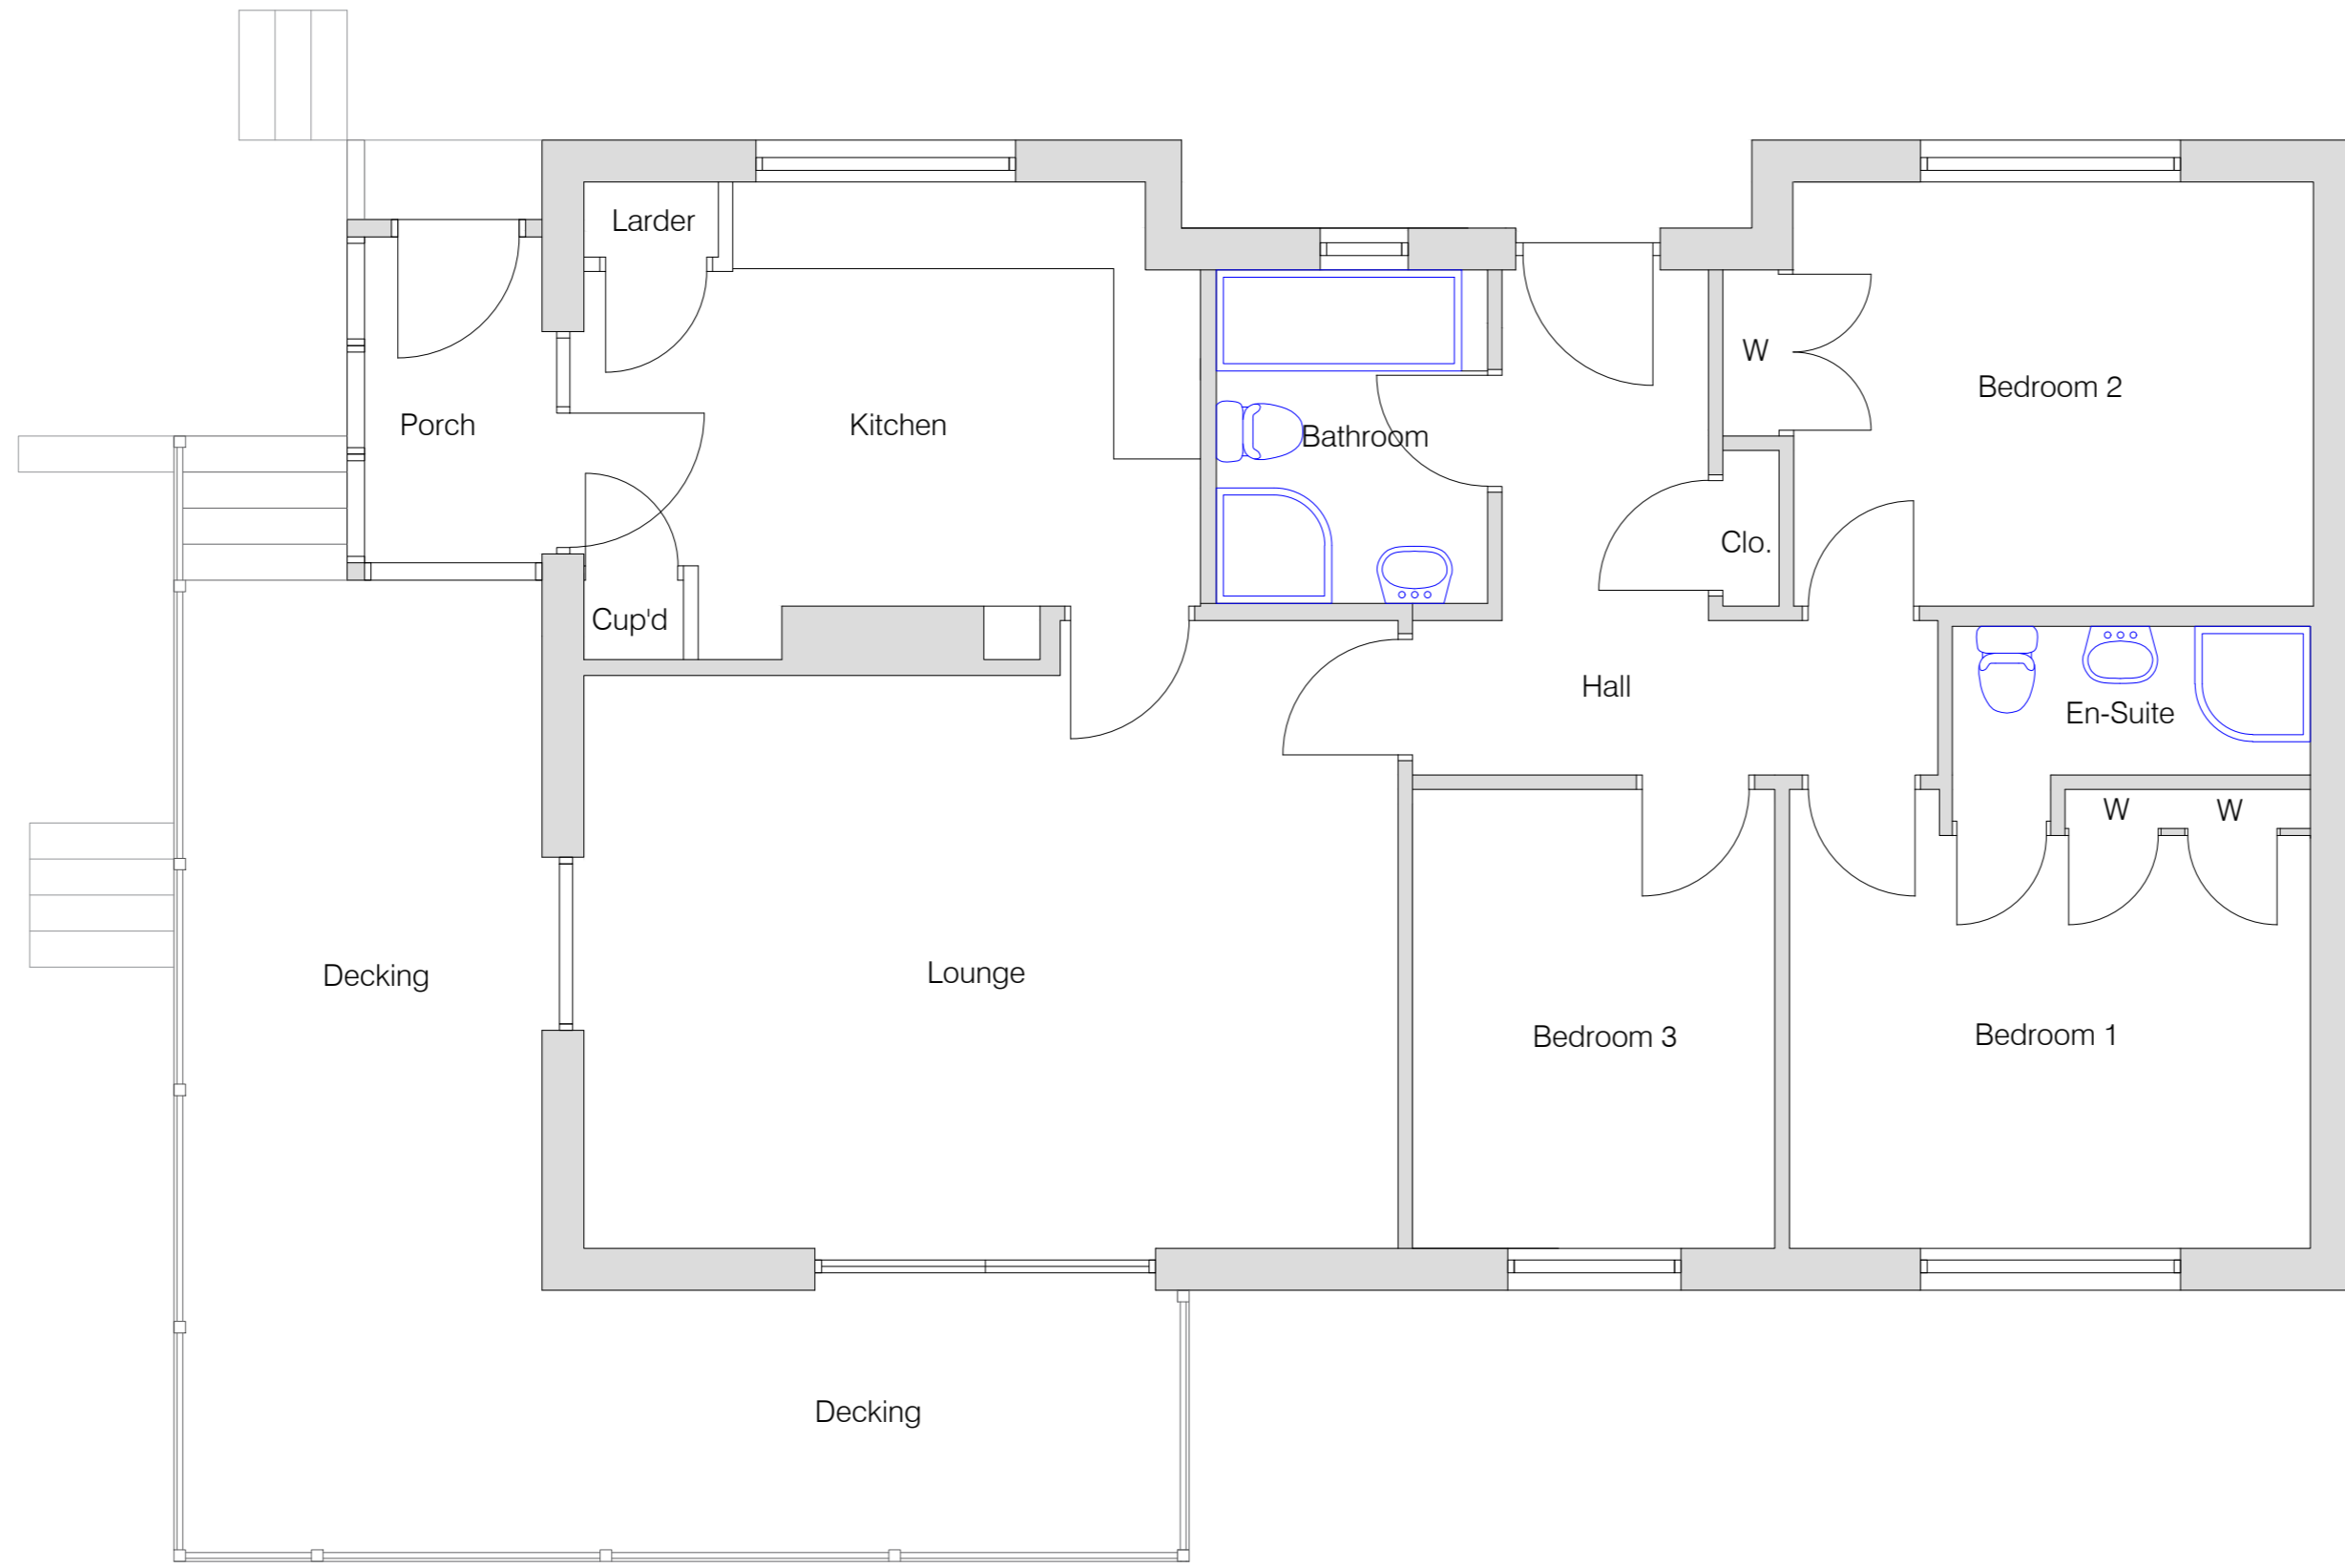 Larder
W
Bedroom 2
Porch
Kitchen
Bathroom
Clo.
Cup'd
Hall
En-Suite
W
W
Decking
Lounge
Bedroom 3
Bedroom 1
Decking